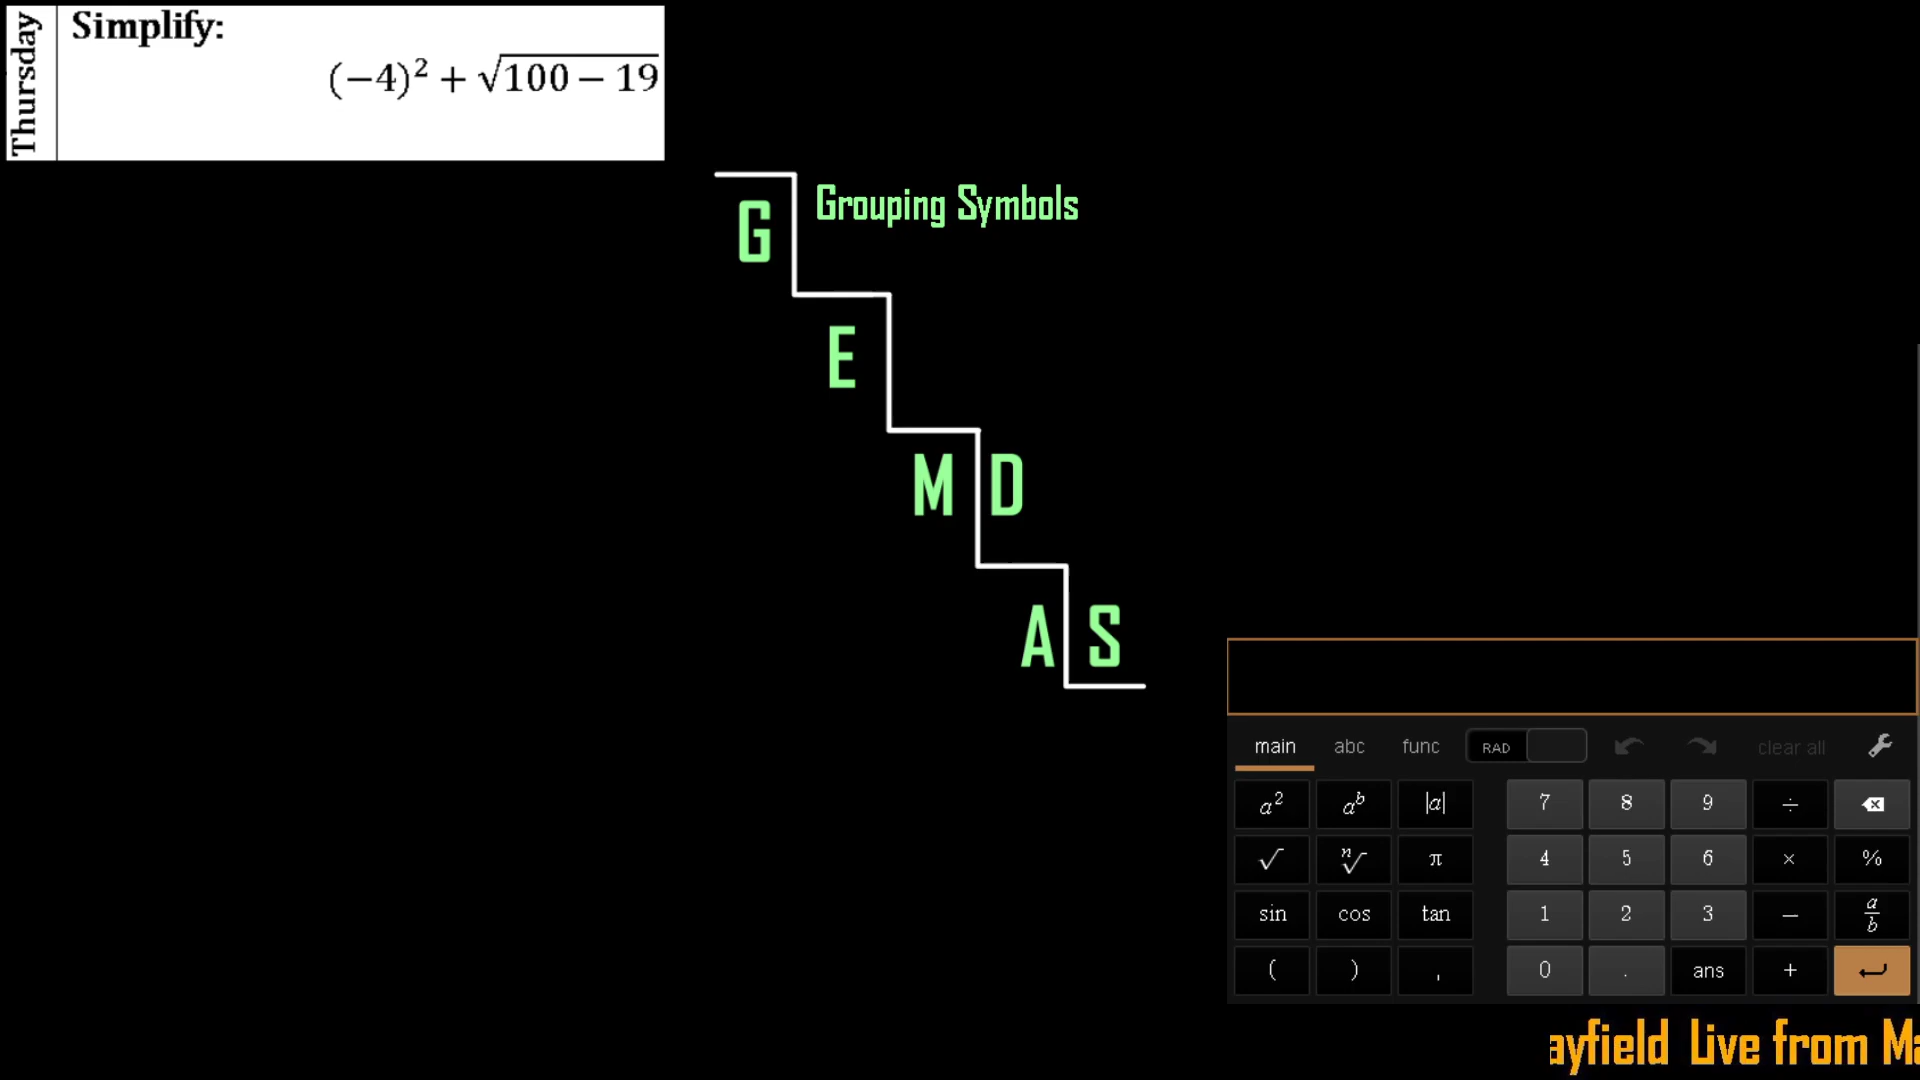 Thursday
Simplify:
(−4)² + √100 − 19
G
Grouping Symbols
E
M D
A S
main abc func RAD clear all
a² aᵇ |a| 7 8 9 ÷
√ ⁿ√ π 4 5 6 × %
sin cos tan 1 2 3 − a/b
( ) , 0 . ans +
ayfield Live from Ma